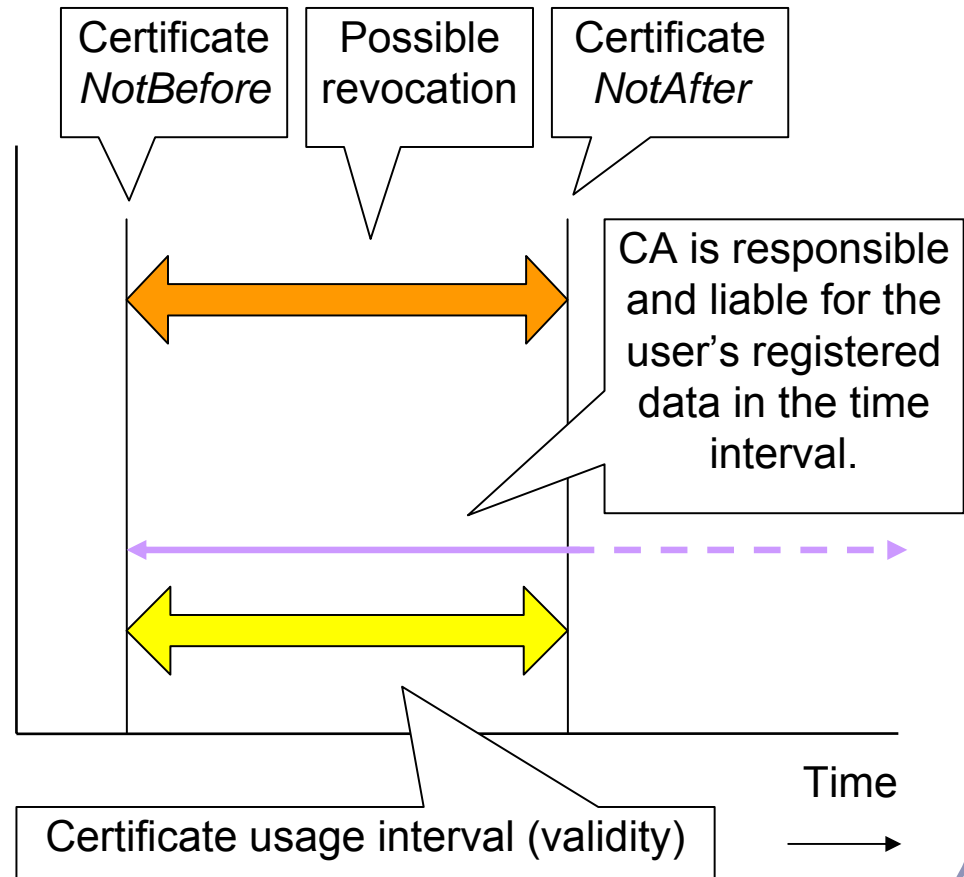 Certificate
NotBefore
Possible
revocation
Certificate
NotAfter
CA is responsible
and liable for the
user’s registered
data in the time
interval.
Time
Certificate usage interval (validity)